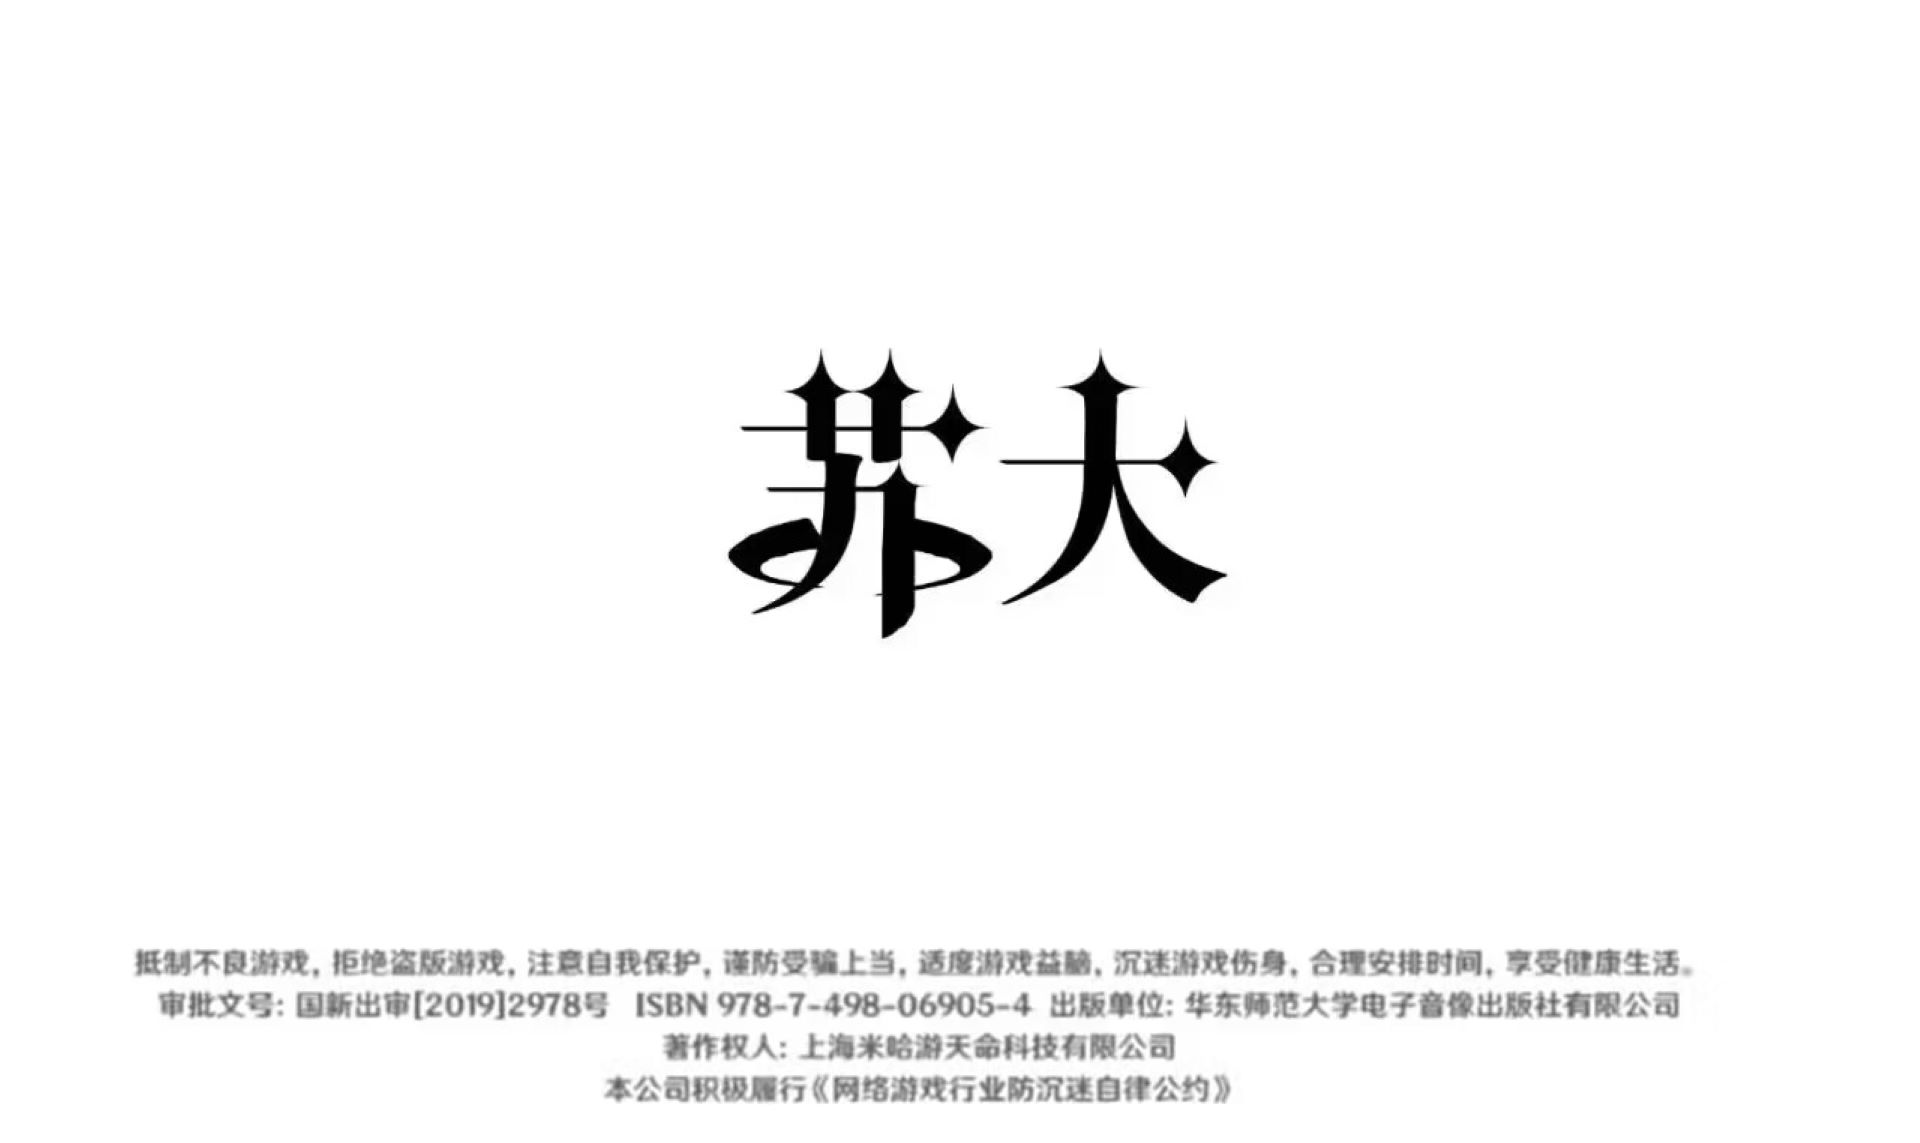 苏大
抵制不良游戏，拒绝盗版游戏，注意自我保护，谨防受骗上当，适度游戏益脑，沉迷游戏伤身，合理安排时间，享受健康生活。
审批文号：国新出审[2019]2978号 ISBN 978-7-498-06905-4 出版单位：华东师范大学电子音像出版社有限公司
著作权人：上海米哈游天命科技有限公司
本公司积极履行《网络游戏行业防沉迷自律公约》